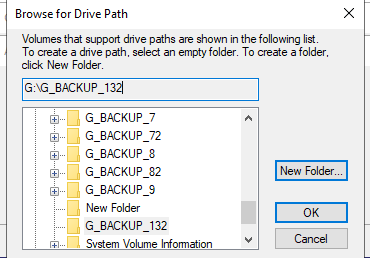 Browse for Drive Path
Volumes that support drive paths are shown in the following list.
To create a drive path, select an empty folder. To create a folder,
click New Folder.
G:\G_BACKUP_132
G_BACKUP_7
G_BACKUP_72
G_BACKUP_8
G_BACKUP_82
G_BACKUP_9
New Folder
G_BACKUP_132
System Volume Information
New Folder...
OK
Cancel